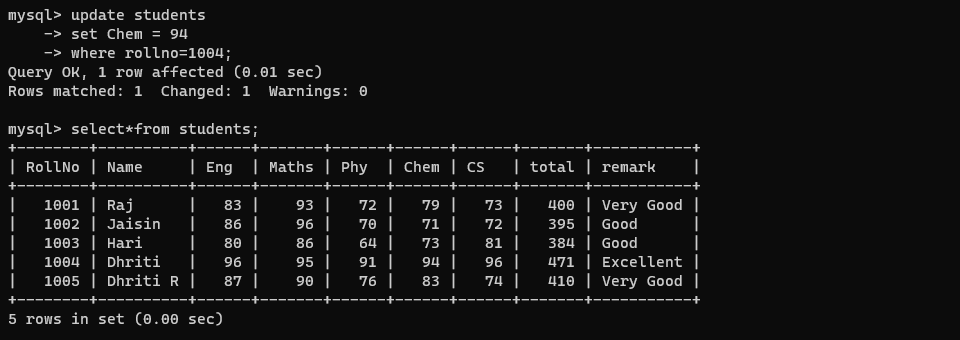 mysql> update students
    -> set Chem = 94
    -> where rollno=1004;
Query OK, 1 row affected (0.01 sec)
Rows matched: 1  Changed: 1  Warnings: 0

mysql> select*from students;
+--------+----------+------+-------+------+------+------+-------+-----------+
| RollNo | Name     | Eng  | Maths | Phy  | Chem | CS   | total | remark    |
+--------+----------+------+-------+------+------+------+-------+-----------+
|   1001 | Raj      |   83 |    93 |   72 |   79 |   73 |   400 | Very Good |
|   1002 | Jaisin   |   86 |    96 |   70 |   71 |   72 |   395 | Good      |
|   1003 | Hari     |   80 |    86 |   64 |   73 |   81 |   384 | Good      |
|   1004 | Dhriti   |   96 |    95 |   91 |   94 |   96 |   471 | Excellent |
|   1005 | Dhriti R |   87 |    90 |   76 |   83 |   74 |   410 | Very Good |
+--------+----------+------+-------+------+------+------+-------+-----------+
5 rows in set (0.00 sec)